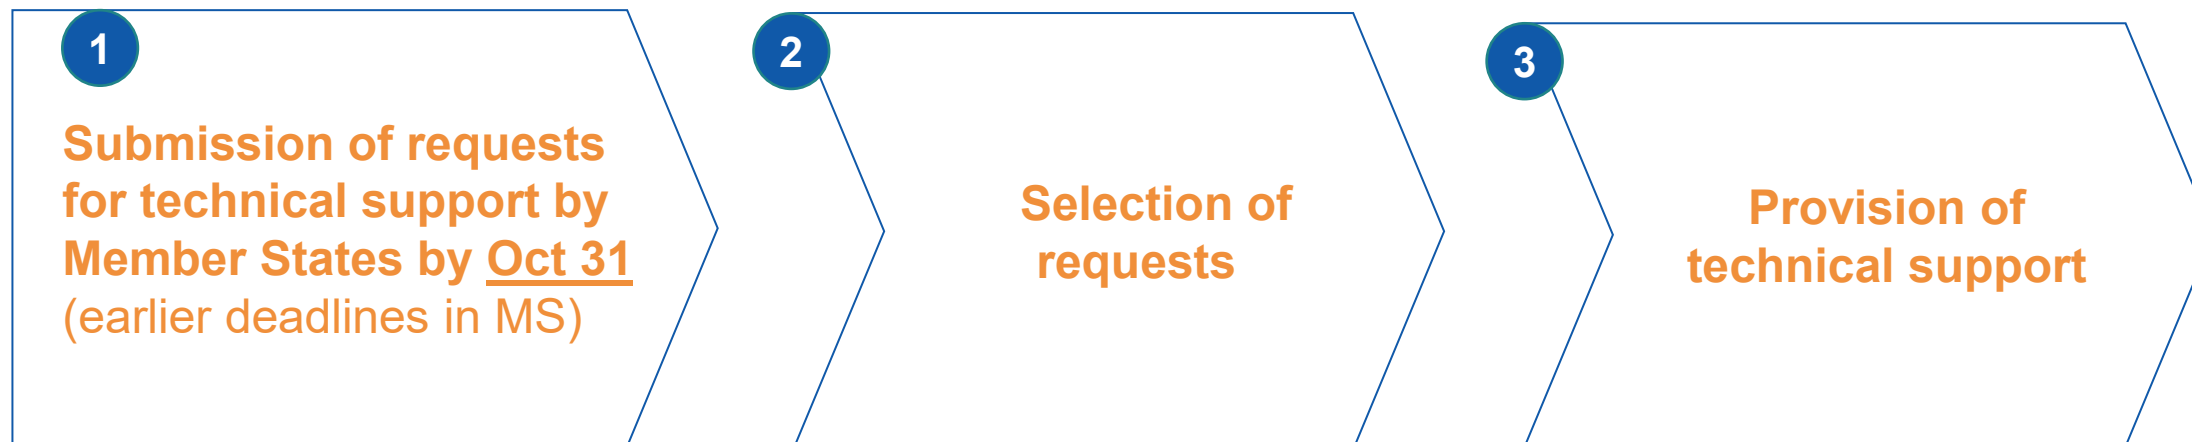 1
Submission of requests
for technical support by
Member States by Oct 31
(earlier deadlines in MS)
2
Selection of
requests
3
Provision of
technical support